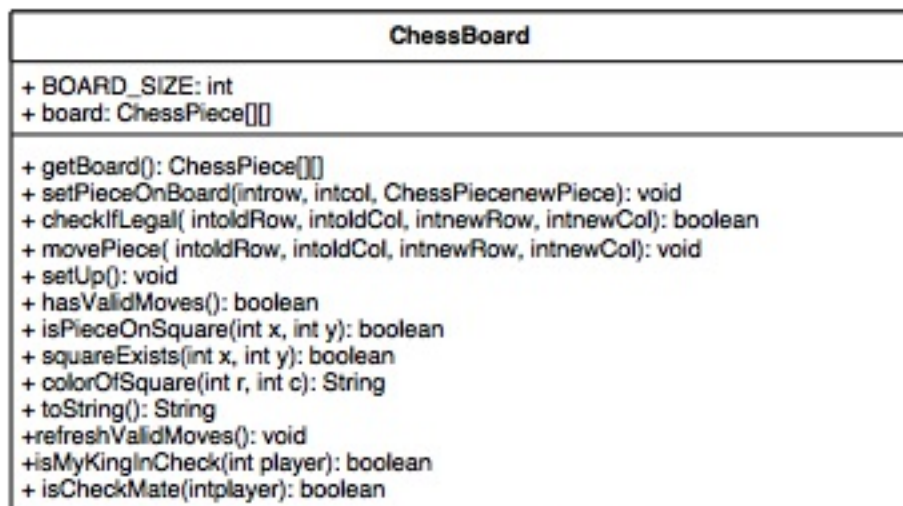 ChessBoard
+ BOARD_SIZE: int
+ board: ChessPiece[][]
+ getBoard(): ChessPiece[][]
+ setPieceOnBoard(introw, intcol, ChessPiecenewPiece): void
+ checkIfLegal( intoldRow, intoldCol, intnewRow, intnewCol): boolean
+ movePiece( intoldRow, intoldCol, intnewRow, intnewCol): void
+ setUp(): void
+ hasValidMoves(): boolean
+ isPieceOnSquare(int x, int y): boolean
+ squareExists(int x, int y): boolean
+ colorOfSquare(int r, int c): String
+ toString(): String
+refreshValidMoves(): void
+isMyKingInCheck(int player): boolean
+ isCheckMate(intplayer): boolean